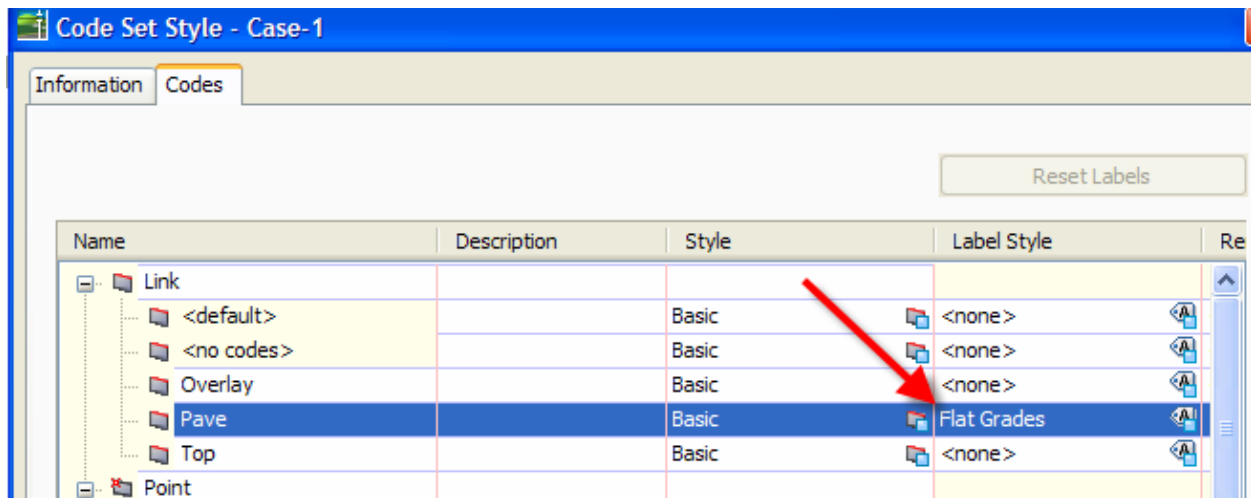 Code Set Style - Case-1
Information Codes
Reset Labels
Name Description Style Label Style Re
Link
<default> Basic <none>
<no codes> Basic <none>
Overlay Basic <none>
Pave Basic Flat Grades
Top Basic <none>
Point